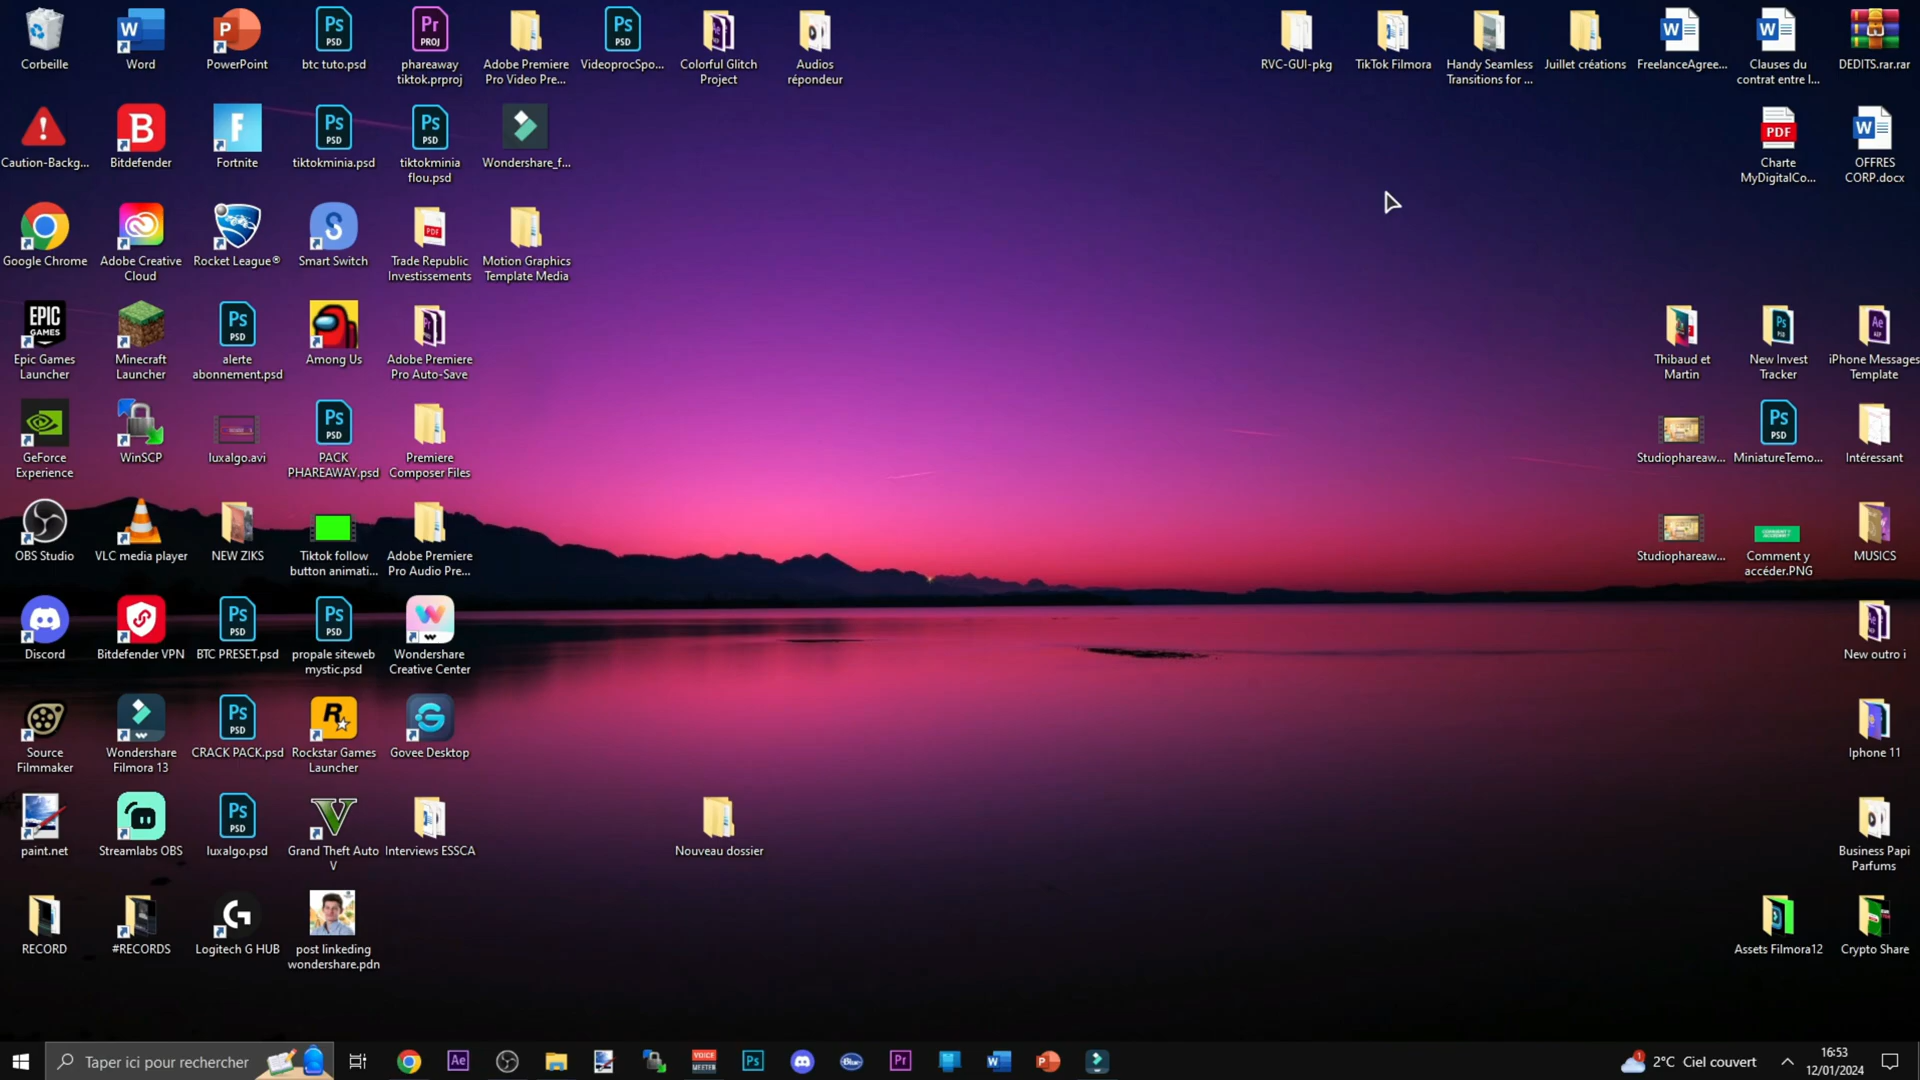 Corbeille
Word
PowerPoint
btc tuto.psd
phareaway
tiktok.prproj
Adobe Premiere
Pro Video Pre...
VideoprocSpo...
Colorful Glitch
Project
Audios
répondeur
RVC-GUI-pkg
TikTok Filmora
Handy Seamless
Transitions for ...
Juillet créations
FreelanceAgree...
Clauses du
contrat entre l...
DEDITS.rar.rar
Caution-Backg...
Bitdefender
Fortnite
tiktokminia.psd
tiktokminia
flou.psd
Wondershare_f...
Charte
MyDigitalCo...
OFFRES
CORP.docx
Google Chrome
Adobe Creative
Cloud
Rocket League®
Smart Switch
Trade Republic
Investissements
Motion Graphics
Template Media
Epic Games
Launcher
Minecraft
Launcher
alerte
abonnement.psd
Among Us
Adobe Premiere
Pro Auto-Save
Thibaud et
Martin
New Invest
Tracker
iPhone Messages
Template
GeForce
Experience
WinSCP
luxalgo.avi
PACK
PHAREAWAY.psd
Premiere
Composer Files
Studiophareaw...
MiniatureTemo...
Intéressant
OBS Studio
VLC media player
NEW ZIKS
Tiktok follow
button animati...
Adobe Premiere
Pro Audio Pre...
Studiophareaw...
Comment y
accéder.PNG
MUSICS
Discord
Bitdefender VPN
BTC PRESET.psd
propale siteweb
mystic.psd
Wondershare
Creative Center
New outro i
Source
Filmmaker
Wondershare
Filmora 13
CRACK PACK.psd
Rockstar Games
Launcher
Govee Desktop
Iphone 11
paint.net
Streamlabs OBS
luxalgo.psd
Grand Theft Auto
V
Interviews ESSCA
Nouveau dossier
Business Papi
Parfums
RECORD
#RECORDS
Logitech G HUB
post linkeding
wondershare.pdn
Assets Filmora12
Crypto Share
Taper ici pour rechercher
2°C Ciel couvert
16:53
12/01/2024